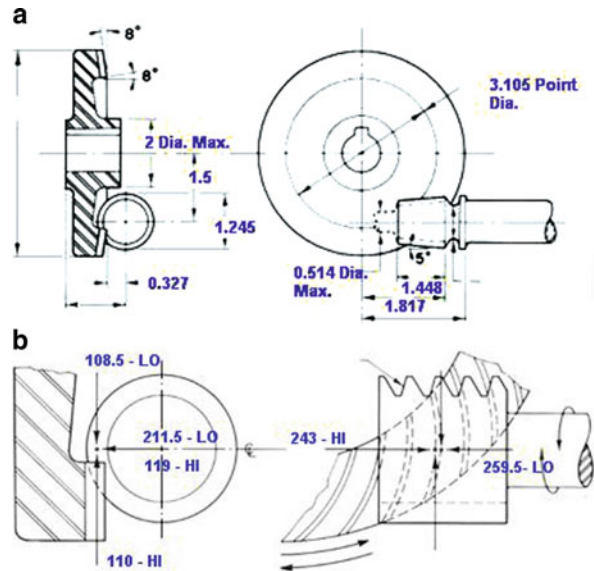 a
8°
8°
3.105 Point
Dia.
2 Dia. Max.
1.5
1.245
0.327
0.514 Dia.
Max.
5°
1.448
1.817
b
108.5 - LO
211.5 - LO
119 - HI
243 - HI
259.5- LO
110 - HI